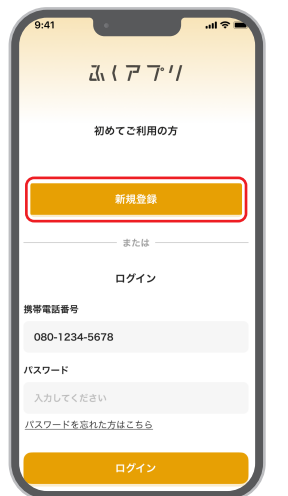 9:41
ふくアプリ
初めてご利用の方
新規登録
または
ログイン
携帯電話番号
080-1234-5678
パスワード
入力してください
パスワードを忘れた方はこちら
ログイン